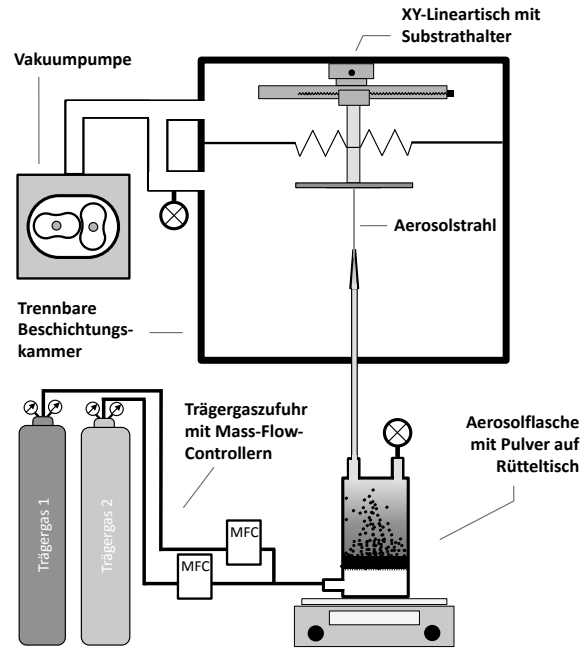 XY-Lineartisch mit
Substrathalter
Vakuumpumpe
Aerosolstrahl
Trennbare
Beschichtungs-
kammer
Trägergaszufuhr
mit Mass-Flow-
Controllern
Aerosolflasche
mit Pulver auf
Rütteltisch
Trägergas 1
Trägergas 2
MFC
MFC